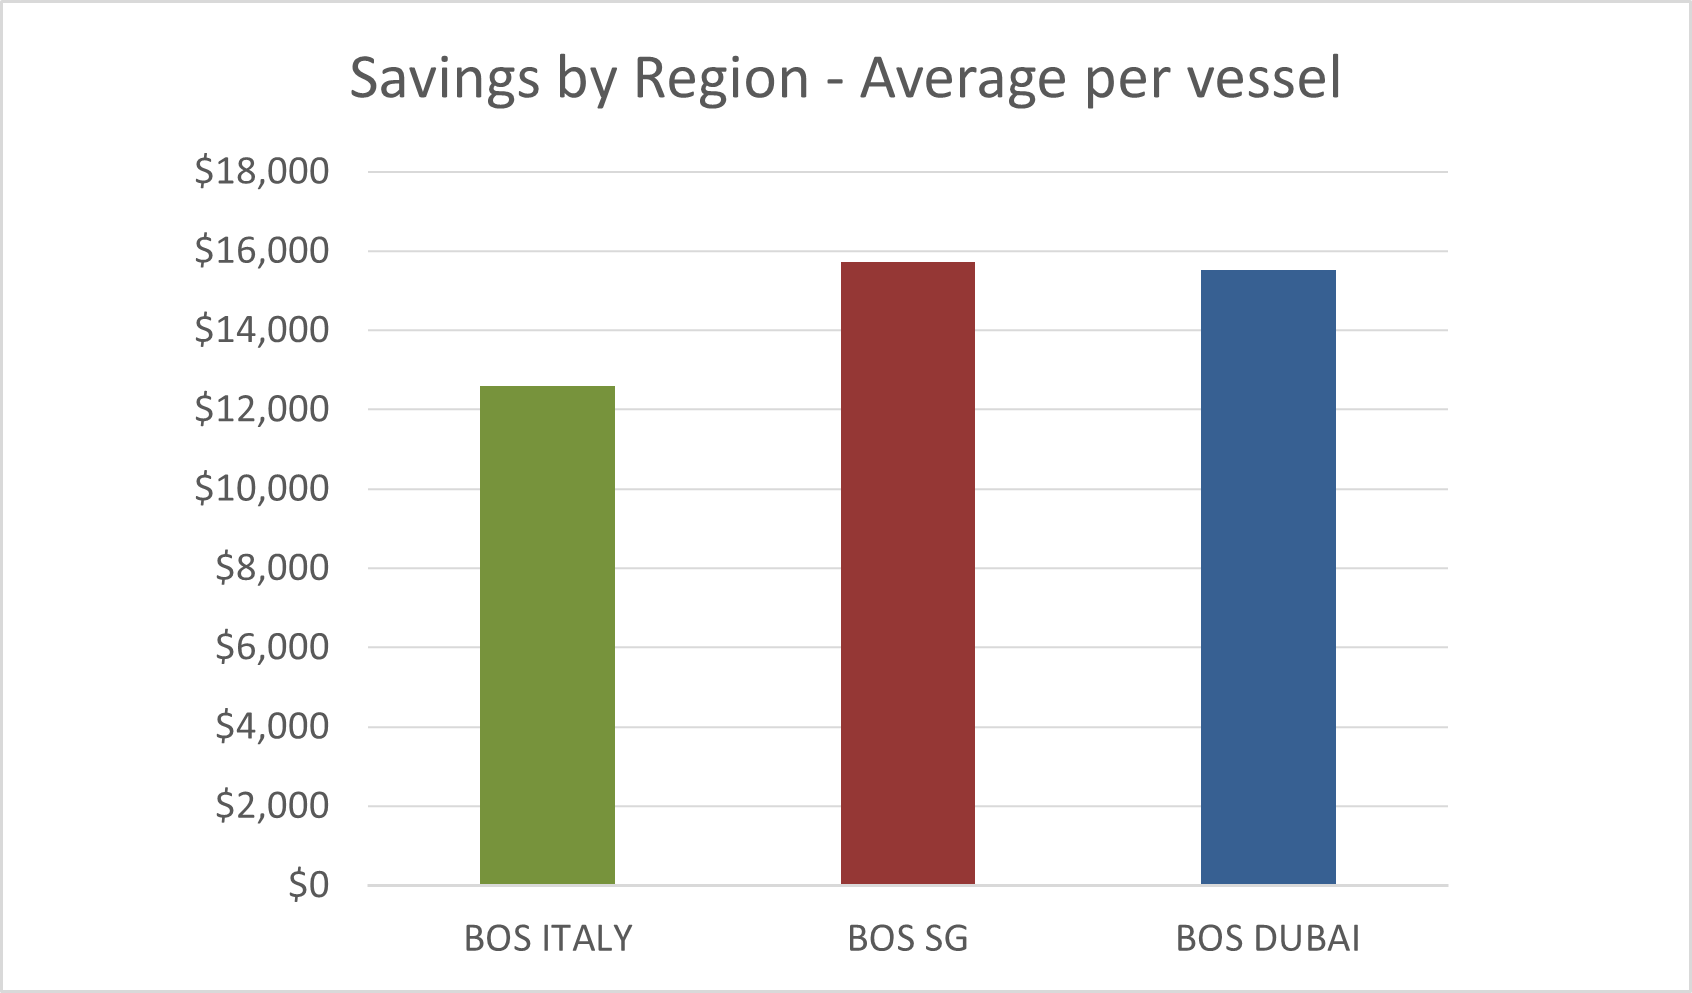 Savings by Region - Average per vessel
$18,000
$16,000
$14,000
$12,000
$10,000
$8,000
$6,000
$4,000
$2,000
$0
BOS ITALY
BOS SG
BOS DUBAI